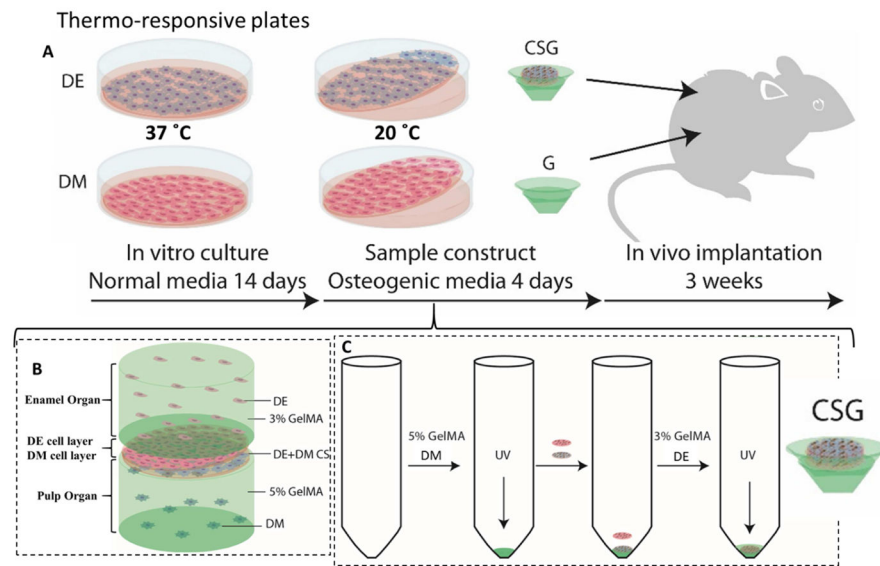 Thermo-responsive plates
A
DE
37 ˚C
20 ˚C
CSG
DM
G
In vitro culture
Normal media 14 days
Sample construct
Osteogenic media 4 days
In vivo implantation
3 weeks
B
Enamel Organ
DE
3% GelMA
DE cell layer
DM cell layer
DE+DM CS
Pulp Organ
5% GelMA
DM
C
5% GelMA
DM
UV
3% GelMA
DE
UV
CSG